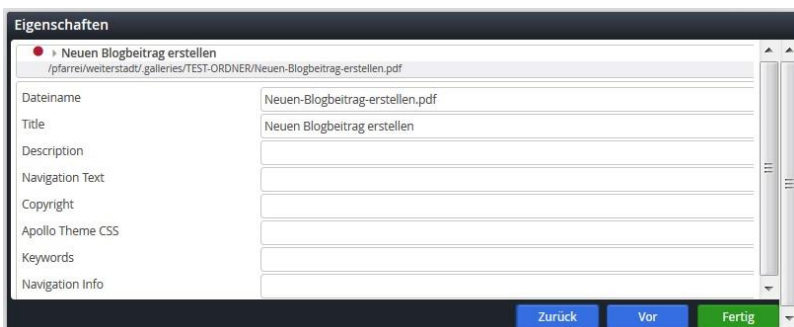 Eigenschaften
Neuen Blogbeitrag erstellen
/pfarrei/weiterstadt/.galleries/TEST-ORDNER/Neuen-Blogbeitrag-erstellen.pdf
Dateiname Neuen-Blogbeitrag-erstellen.pdf
Title Neuen Blogbeitrag erstellen
Description
Navigation Text
Copyright
Apollo Theme CSS
Keywords
Navigation Info
Zurück Vor Fertig